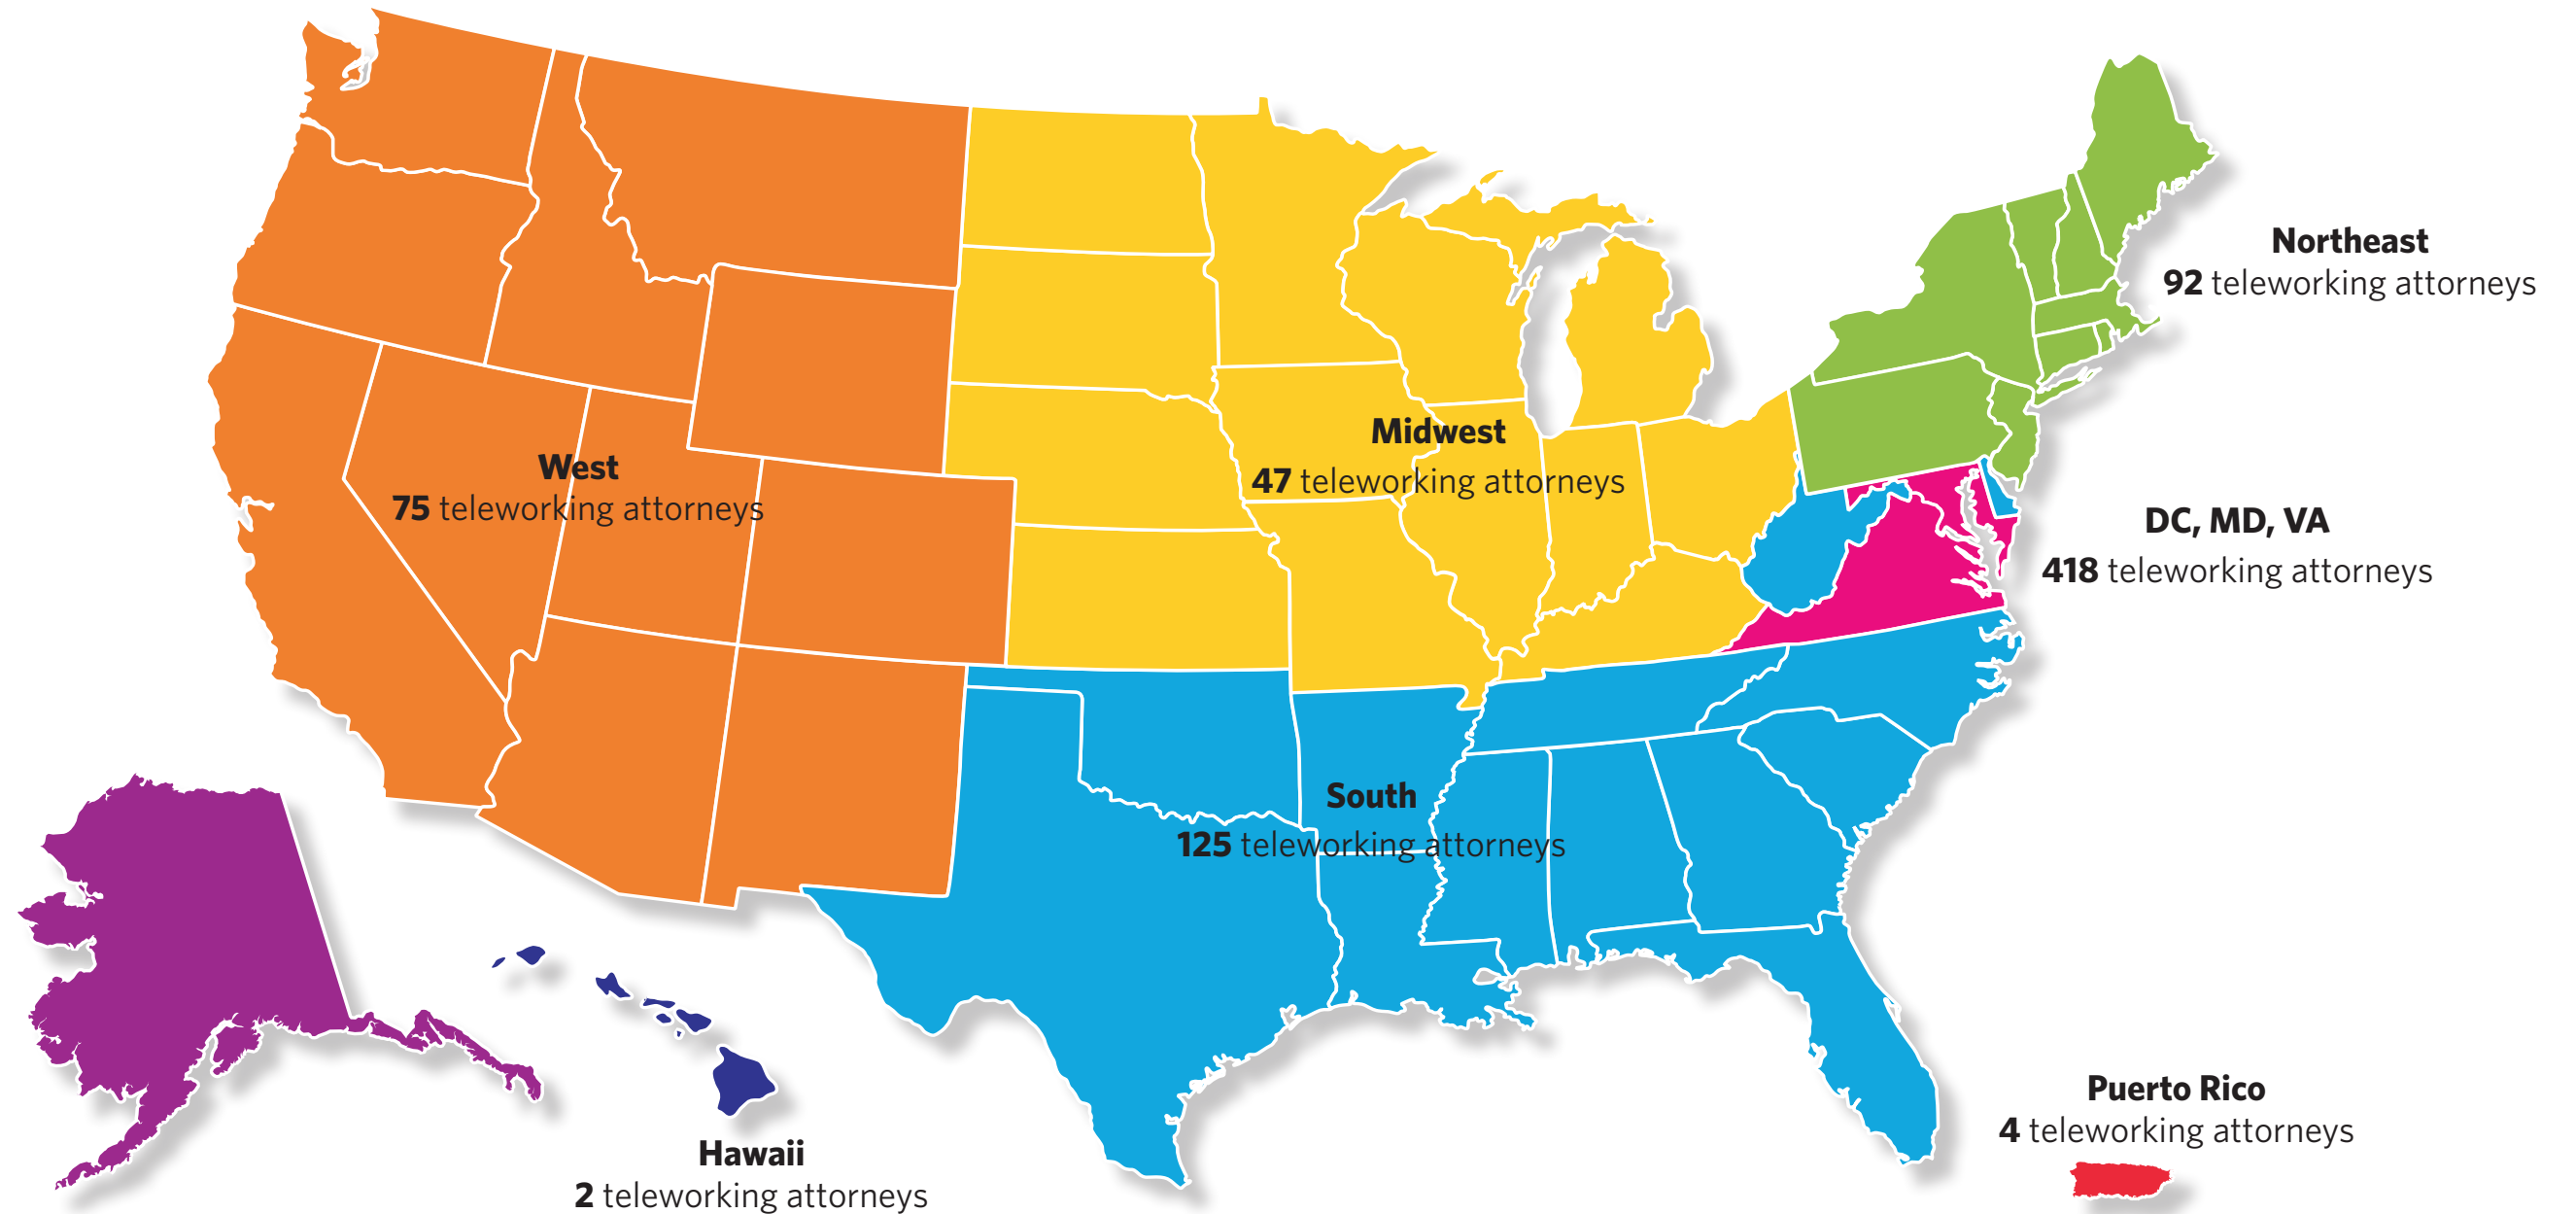 Northeast
92 teleworking attorneys
Midwest
47 teleworking attorneys
West
75 teleworking attorneys
DC, MD, VA
418 teleworking attorneys
South
125 teleworking attorneys
Puerto Rico
4 teleworking attorneys
Hawaii
2 teleworking attorneys